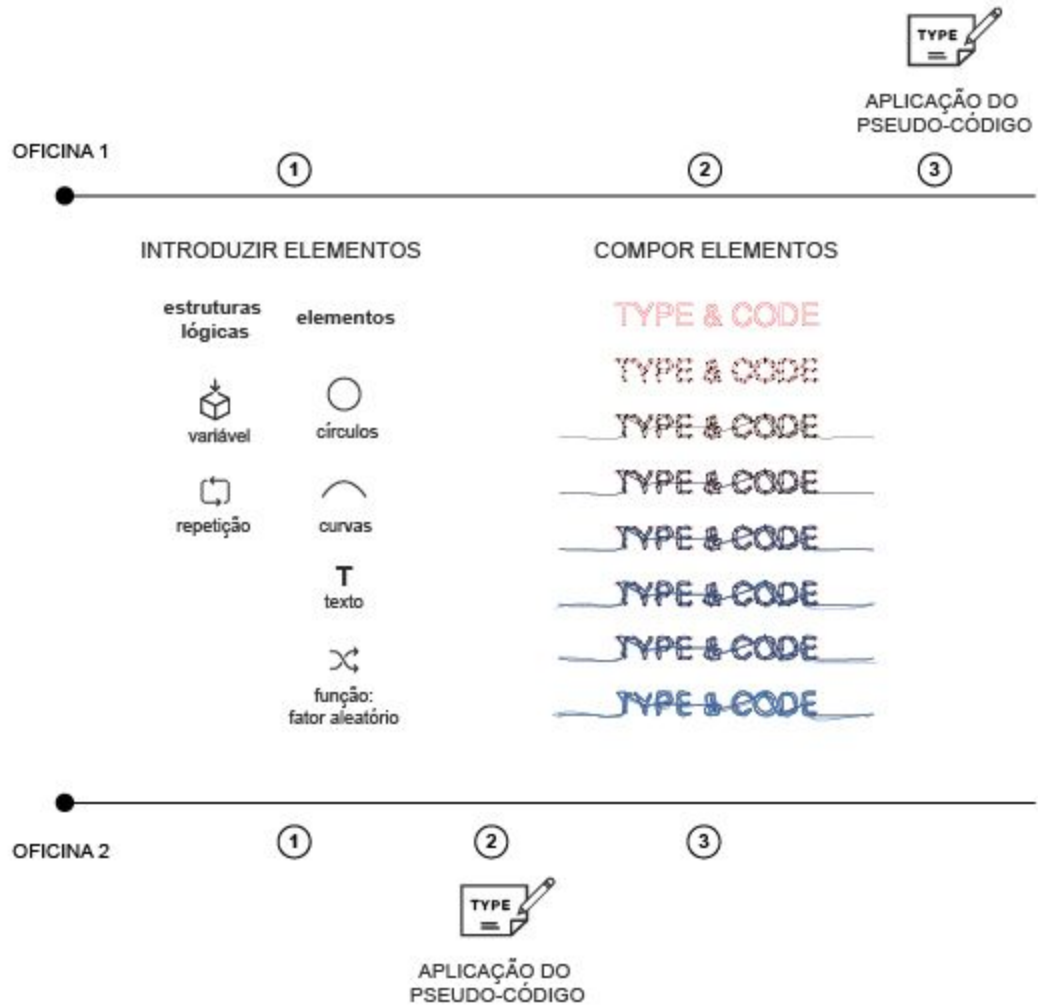 TYPE
APLICAÇÃO DO
PSEUDO-CÓDIGO
OFICINA 1
1
2
3
INTRODUZIR ELEMENTOS
COMPOR ELEMENTOS
estruturas
lógicas
elementos
variável
círculos
repetição
curvas
T
texto
função:
fator aleatório
TYPE & CODE
TYPE & CODE
TYPE & CODE
TYPE & CODE
TYPE & CODE
TYPE & CODE
TYPE & CODE
TYPE & CODE
OFICINA 2
1
2
3
TYPE
APLICAÇÃO DO
PSEUDO-CÓDIGO